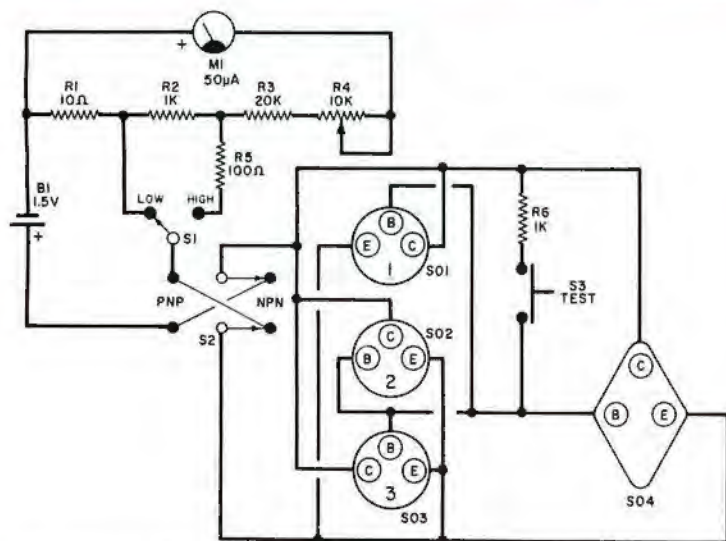 +
M1
50µA
R1
10Ω
R2
1K
R3
20K
R4
10K
R5
100Ω
B1
1.5V
+
LOW
HIGH
S1
PNP
NPN
S2
B
E
C
1
SO1
R6
1K
S3
TEST
C
B
E
2
SO2
B
C
E
3
SO3
C
B
E
SO4